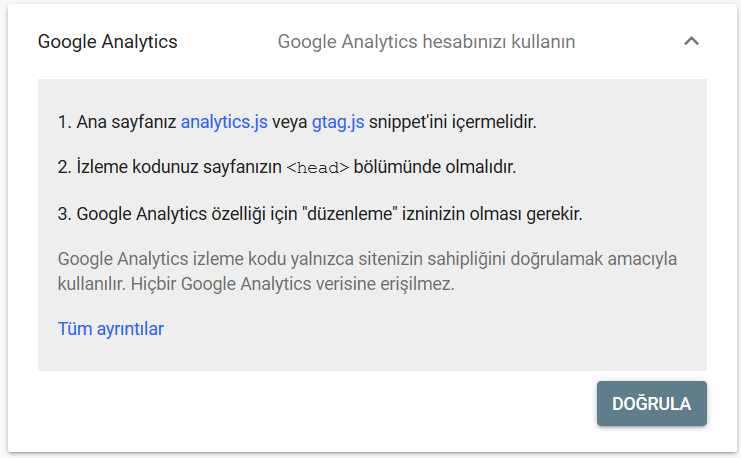 Google Analytics Google Analytics hesabınızı kullanın
1. Ana sayfanız analytics.js veya gtag.js snippet'ini içermelidir.
2. İzleme kodunuz sayfanızın <head> bölümünde olmalıdır.
3. Google Analytics özelliği için "düzenleme" izninizin olması gerekir.
Google Analytics izleme kodu yalnızca sitenizin sahipliğini doğrulamak amacıyla
kullanılır. Hiçbir Google Analytics verisine erişilmez.
Tüm ayrıntılar
DOĞRULA